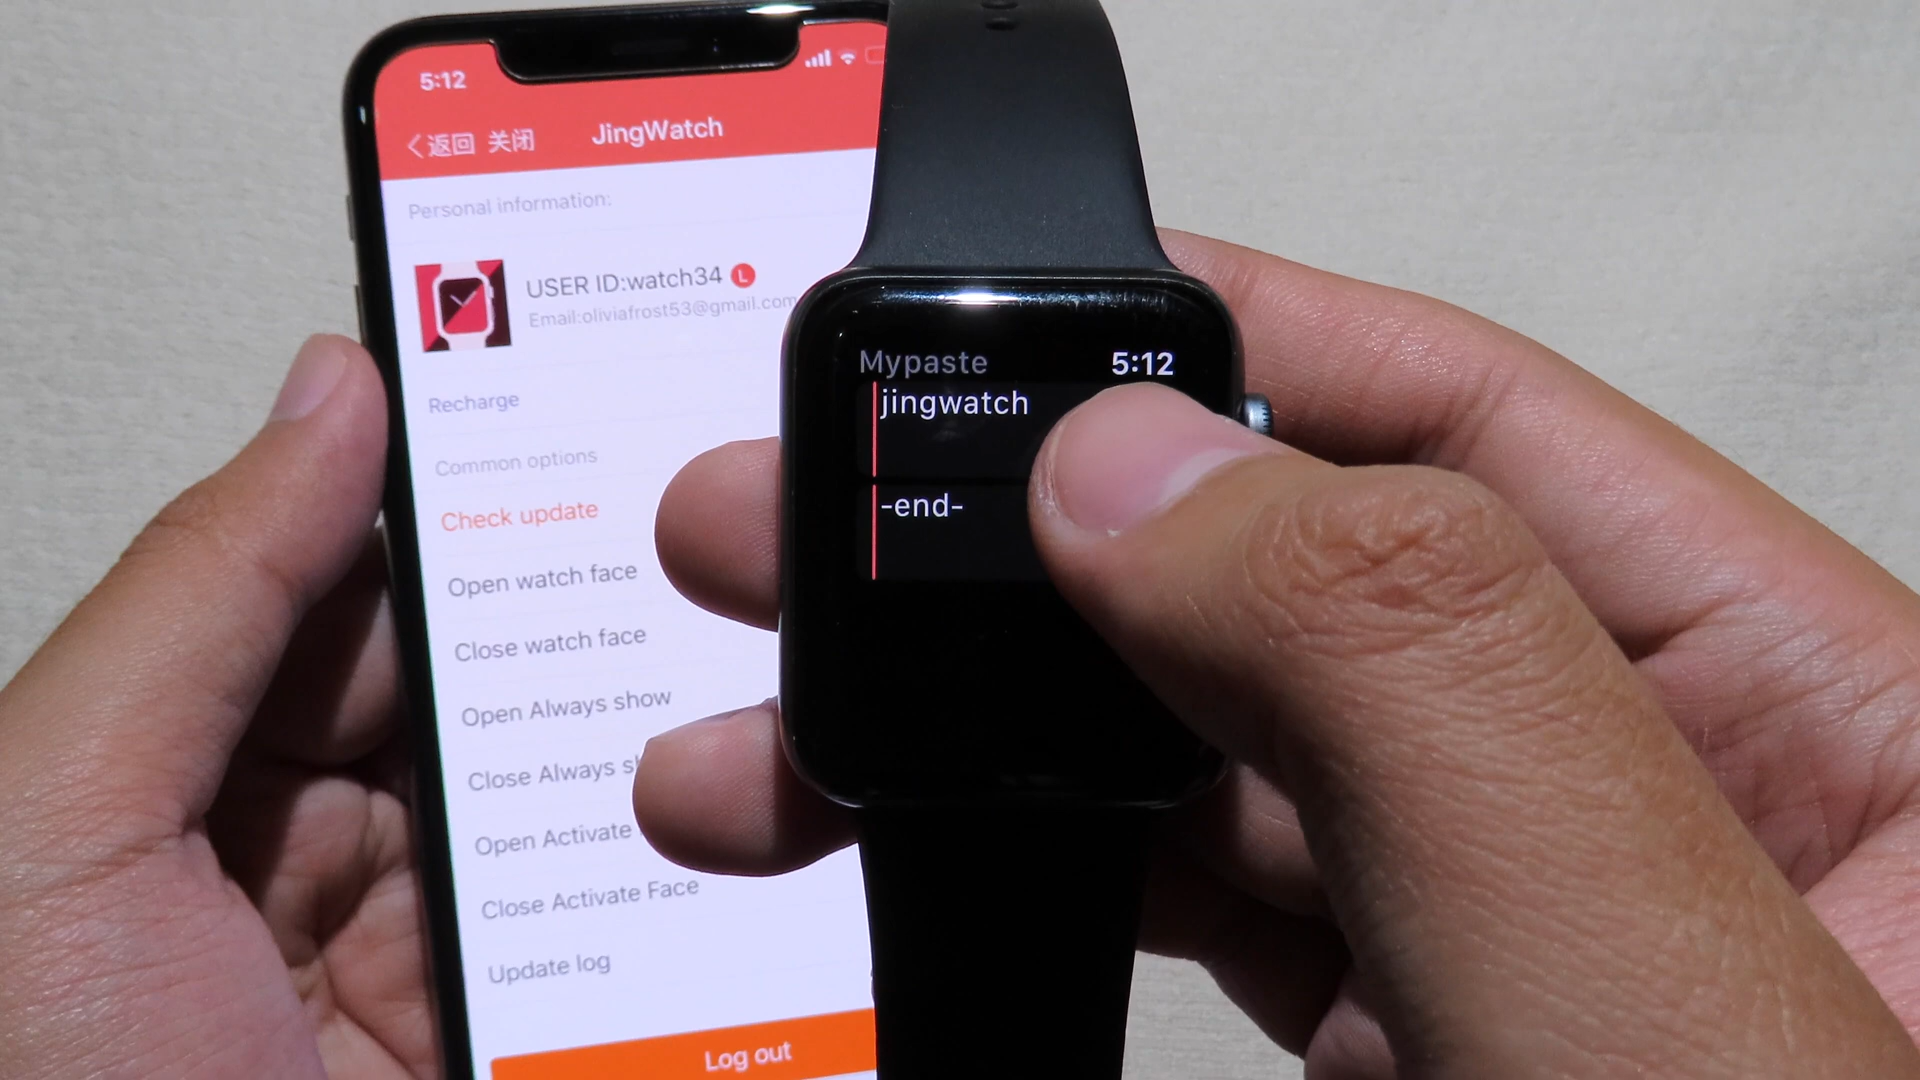 5:12
返回 关闭 JingWatch
Personal information:
USER ID:watch34 L
Email:oliviafrost53@gmail.com
Recharge
Common options
Check update
Open watch face
Close watch face
Open Always show
Close Always
Open Activate
Close Activate Face
Update log
Log out
Mypaste 5:12
jingwatch
-end-